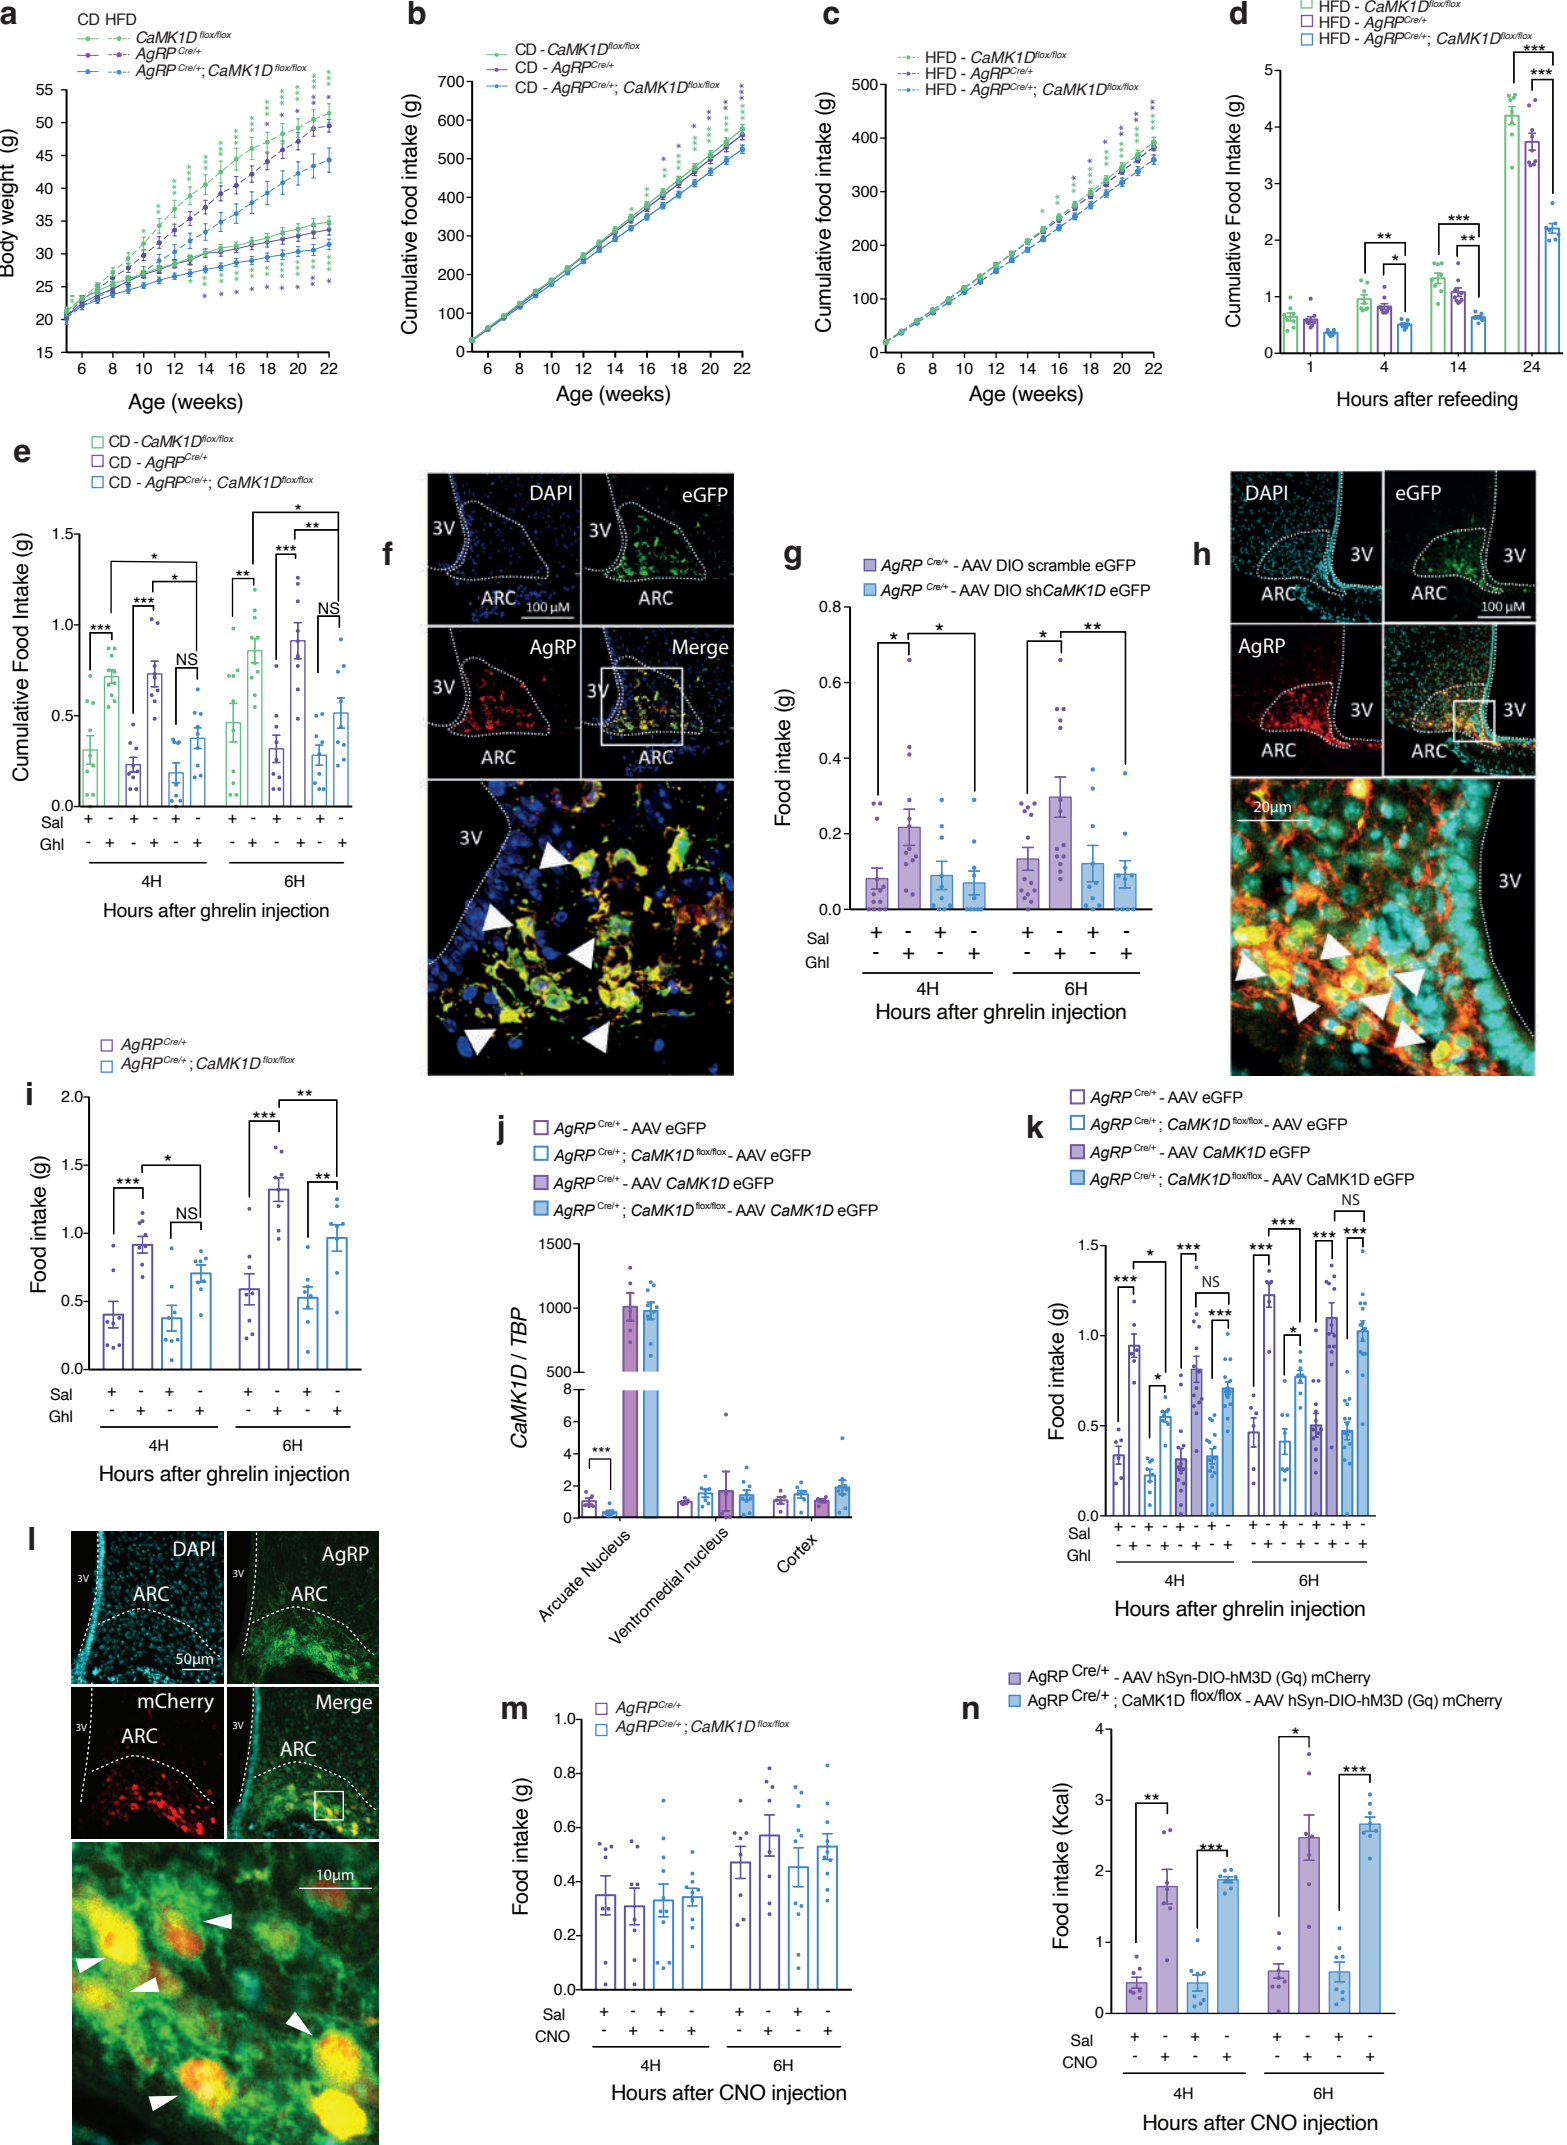 a
CD HFD
CaMK1D flox/flox
AgRP Cre/+
AgRP Cre/+; CaMK1D flox/flox
Body weight (g)
55
50
45
40
35
30
25
20
15
6 8 10 12 14 16 18 20 22
Age (weeks)
b
CD - CaMK1D flox/flox
CD - AgRP Cre/+
CD - AgRP Cre/+; CaMK1D flox/flox
Cumulative food intake (g)
700
600
500
400
300
200
100
0
6 8 10 12 14 16 18 20 22
Age (weeks)
c
HFD - CaMK1D flox/flox
HFD - AgRP Cre/+
HFD - AgRP Cre/+; CaMK1D flox/flox
Cumulative food intake (g)
500
400
300
200
100
0
6 8 10 12 14 16 18 20 22
Age (weeks)
d
HFD - CaMK1D flox/flox
HFD - AgRP Cre/+
HFD - AgRP Cre/+; CaMK1D flox/flox
Cumulative Food Intake (g)
5
4
3
2
1
0
** * *** ** *** ***
1 4 14 24
Hours after refeeding
e
CD - CaMK1D flox/flox
CD - AgRP Cre/+
CD - AgRP Cre/+; CaMK1D flox/flox
Cumulative Food Intake (g)
1.5
1.0
0.5
0.0
*** *** * * NS ** *** * ** NS
Sal + - + - + - + - + - + -
Ghl - + - + - + - + - + - +
4H 6H
Hours after ghrelin injection
f
DAPI eGFP
3V 3V
ARC ARC
100 µM
AgRP Merge
3V 3V
ARC ARC
3V
g
AgRP Cre/+ - AAV DIO scramble eGFP
AgRP Cre/+ - AAV DIO shCaMK1D eGFP
Food intake (g)
0.8
0.6
0.4
0.2
0.0
* * * **
Sal + - + - + - + -
Ghl - + - + - + - +
4H 6H
Hours after ghrelin injection
h
DAPI eGFP
3V 3V
ARC ARC
100 µM
AgRP
3V 3V
ARC ARC
20µm
3V
i
AgRP Cre/+
AgRP Cre/+; CaMK1D flox/flox
Food intake (g)
2.0
1.5
1.0
0.5
0.0
*** * NS *** ** **
Sal + - + - + - + -
Ghl - + - + - + - +
4H 6H
Hours after ghrelin injection
j
AgRP Cre/+ - AAV eGFP
AgRP Cre/+; CaMK1D flox/flox - AAV eGFP
AgRP Cre/+ - AAV CaMK1D eGFP
AgRP Cre/+; CaMK1D flox/flox - AAV CaMK1D eGFP
CaMK1D / TBP
1500
1000
500
8
6
4
2
0
***
Arcuate Nucleus
Ventromedial nucleus
Cortex
k
AgRP Cre/+ - AAV eGFP
AgRP Cre/+; CaMK1D flox/flox - AAV eGFP
AgRP Cre/+ - AAV CaMK1D eGFP
AgRP Cre/+; CaMK1D flox/flox - AAV CaMK1D eGFP
Food intake (g)
1.5
1.0
0.5
0.0
*** * * *** NS *** *** *** * *** NS ***
Sal + - + - + - + - + - + - + - + -
Ghl - + - + - + - + - + - + - + - +
4H 6H
Hours after ghrelin injection
l
DAPI AgRP
3V 3V
ARC ARC
50µm
mCherry Merge
3V 3V
ARC ARC
10µm
m
AgRP Cre/+
AgRP Cre/+; CaMK1D flox/flox
Food intake (g)
1.0
0.8
0.6
0.4
0.2
0.0
Sal + - + - + - + -
CNO - + - + - + - +
4H 6H
Hours after CNO injection
n
AgRP Cre/+ - AAV hSyn-DIO-hM3D (Gq) mCherry
AgRP Cre/+ ; CaMK1D flox/flox - AAV hSyn-DIO-hM3D (Gq) mCherry
Food intake (Kcal)
4
3
2
1
0
** *** * ***
Sal + - + - + - + -
CNO - + - + - + - +
4H 6H
Hours after CNO injection